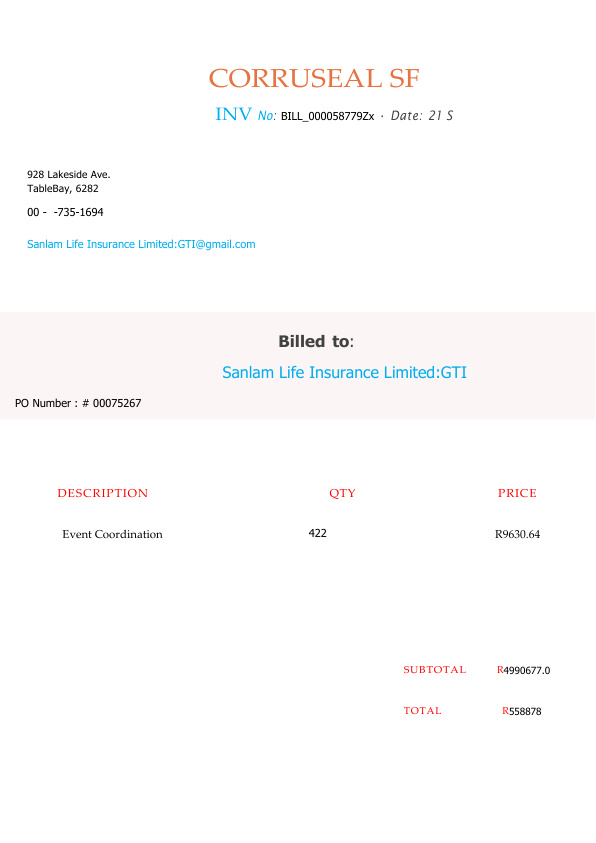 CORRUSEAL SF
INV No: BILL_000058779Zx · Date: 21 S
928 Lakeside Ave.
TableBay, 6282
00 - -735-1694
Sanlam Life Insurance Limited:GTI@gmail.com
Billed to:
Sanlam Life Insurance Limited:GTI
PO Number : # 00075267
DESCRIPTION QTY PRICE
Event Coordination 422 R9630.64
SUBTOTAL R4990677.0
TOTAL R558878